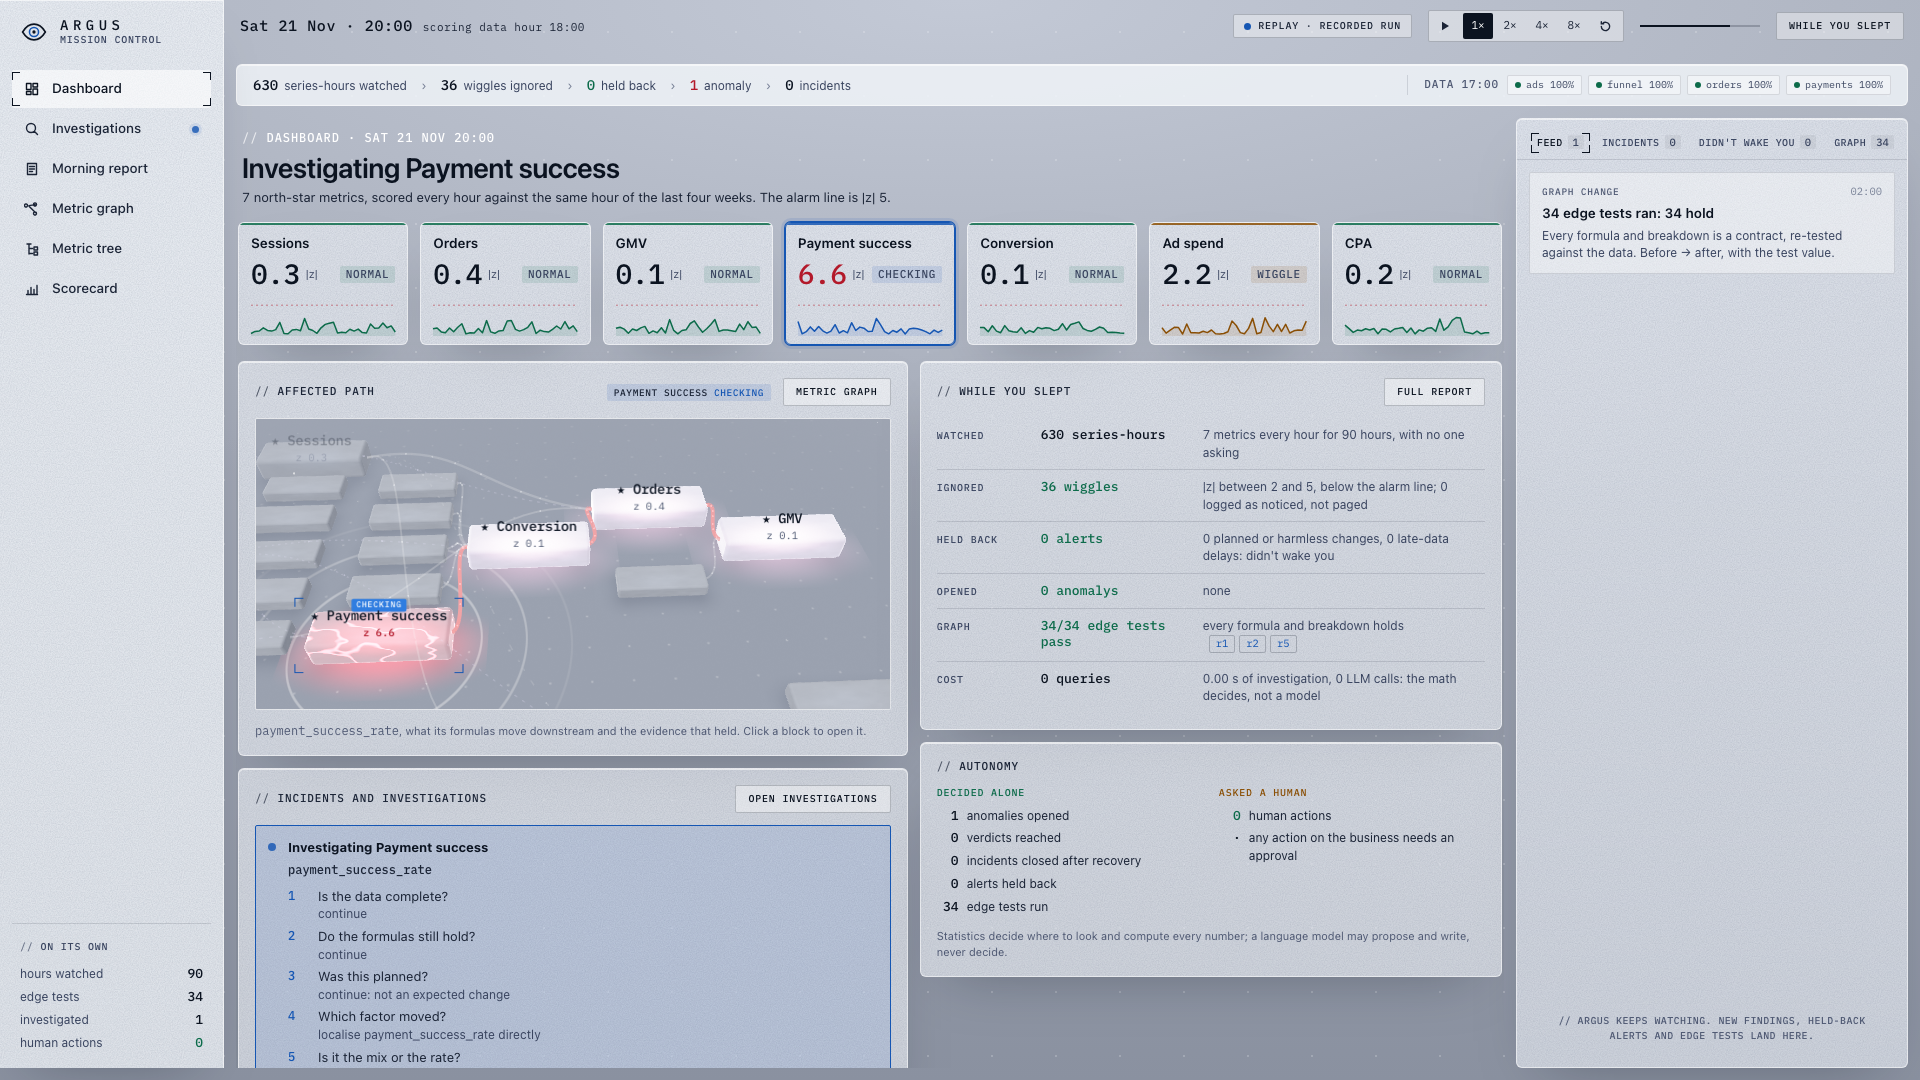 ARGUS
MISSION CONTROL
Dashboard
Investigations
Morning report
Metric graph
Metric tree
Scorecard
// ON ITS OWN
hours watched 90
edge tests 34
investigated 1
human actions 0
Sat 21 Nov · 20:00 scoring data hour 18:00
REPLAY · RECORDED RUN
1× 2× 4× 8×
WHILE YOU SLEPT
630 series-hours watched › 36 wiggles ignored › 0 held back › 1 anomaly › 0 incidents
DATA 17:00 ads 100% funnel 100% orders 100% payments 100%
// DASHBOARD · SAT 21 NOV 20:00
Investigating Payment success
7 north-star metrics, scored every hour against the same hour of the last four weeks. The alarm line is |z| 5.
Sessions
0.3 |z| NORMAL
Orders
0.4 |z| NORMAL
GMV
0.1 |z| NORMAL
Payment success
6.6 |z| CHECKING
Conversion
0.1 |z| NORMAL
Ad spend
2.2 |z| WIGGLE
CPA
0.2 |z| NORMAL
// AFFECTED PATH
PAYMENT SUCCESS CHECKING
METRIC GRAPH
★ Sessions
z 0.3
★ Orders
z 0.4
★ Conversion
z 0.1
★ GMV
z 0.1
CHECKING
★ Payment success
z 6.6
payment_success_rate, what its formulas move downstream and the evidence that held. Click a block to open it.
// INCIDENTS AND INVESTIGATIONS
OPEN INVESTIGATIONS
Investigating Payment success
payment_success_rate
1 Is the data complete?
continue
2 Do the formulas still hold?
continue
3 Was this planned?
continue: not an expected change
4 Which factor moved?
localise payment_success_rate directly
5 Is it the mix or the rate?
// WHILE YOU SLEPT
FULL REPORT
WATCHED 630 series-hours 7 metrics every hour for 90 hours, with no one
asking
IGNORED 36 wiggles |z| between 2 and 5, below the alarm line; 0
logged as noticed, not paged
HELD BACK 0 alerts 0 planned or harmless changes, 0 late-data
delays: didn't wake you
OPENED 0 anomalys none
GRAPH 34/34 edge tests every formula and breakdown holds
pass r1 r2 r5
COST 0 queries 0.00 s of investigation, 0 LLM calls: the math
decides, not a model
// AUTONOMY
DECIDED ALONE
1 anomalies opened
0 verdicts reached
0 incidents closed after recovery
0 alerts held back
34 edge tests run
ASKED A HUMAN
0 human actions
· any action on the business needs an
approval
Statistics decide where to look and compute every number; a language model may propose and write,
never decide.
FEED 1 INCIDENTS 0 DIDN'T WAKE YOU 0 GRAPH 34
GRAPH CHANGE 02:00
34 edge tests ran: 34 hold
Every formula and breakdown is a contract, re-tested
against the data. Before → after, with the test value.
// ARGUS KEEPS WATCHING. NEW FINDINGS, HELD-BACK
ALERTS AND EDGE TESTS LAND HERE.